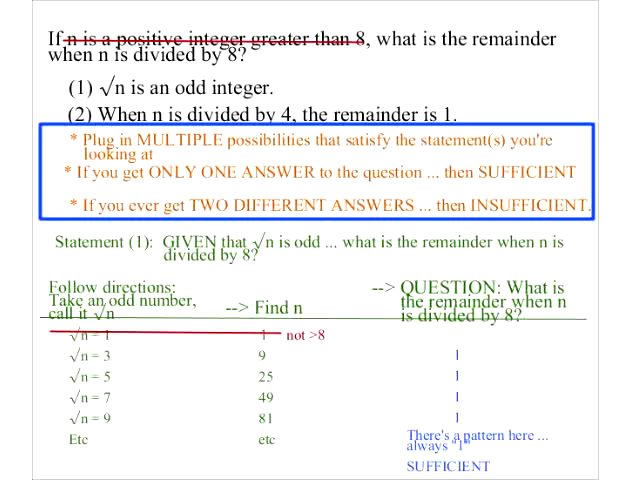 If n is a positive integer greater than 8, what is the remainder
when n is divided by 8?
(1) √n is an odd integer.
(2) When n is divided by 4, the remainder is 1.
* Plug in MULTIPLE possibilities that satisfy the statement(s) you're
looking at
* If you get ONLY ONE ANSWER to the question ... then SUFFICIENT
* If you ever get TWO DIFFERENT ANSWERS ... then INSUFFICIENT.
Statement (1): GIVEN that √n is odd ... what is the remainder when n is
divided by 8?
Follow directions:
Take an odd number,
call it √n
--> Find n
--> QUESTION: What is
the remainder when n
is divided by 8?
√n = 1 1 not >8
√n = 3 9 1
√n = 5 25 1
√n = 7 49 1
√n = 9 81 1
Etc etc
There's a pattern here ...
always "1"
SUFFICIENT